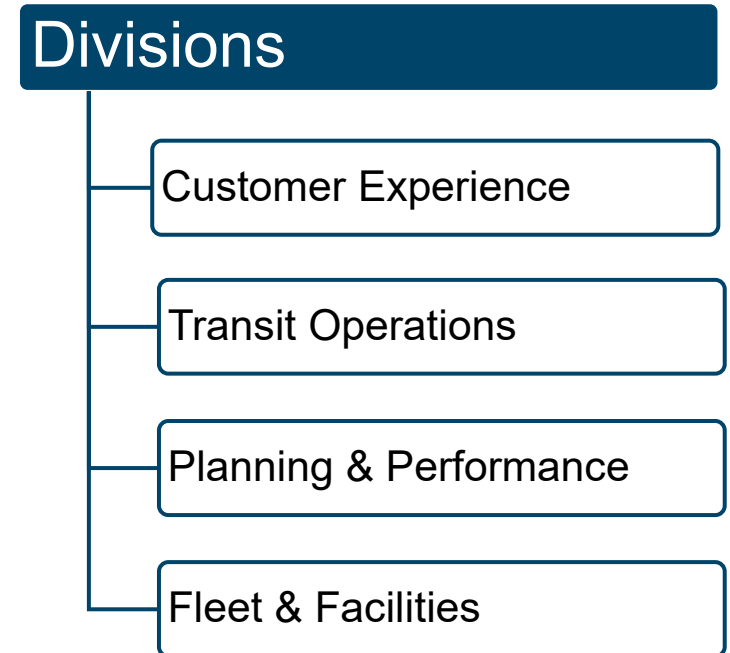 Divisions
Customer Experience
Transit Operations
Planning & Performance
Fleet & Facilities